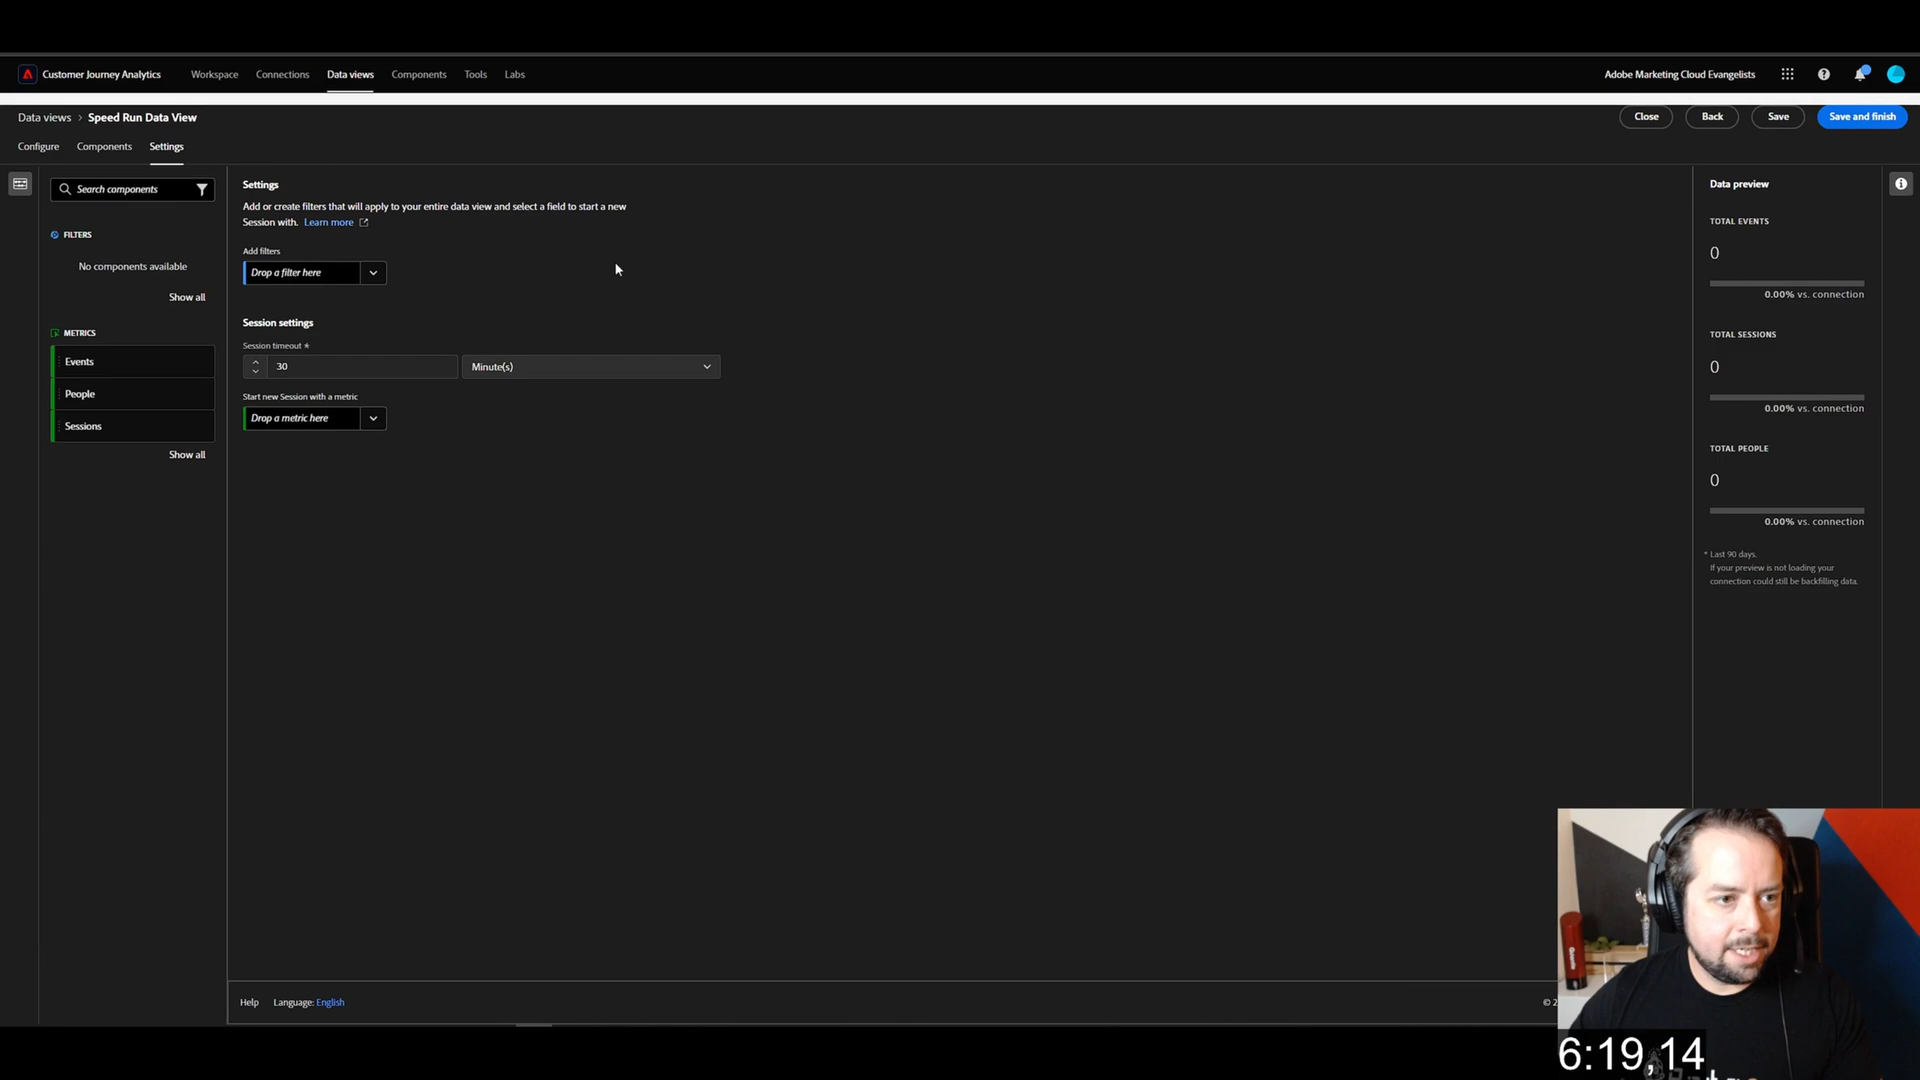 Customer Journey Analytics
Workspace
Connections
Data views
Components
Tools
Labs
Adobe Marketing Cloud Evangelists
Data views > Speed Run Data View
Close
Back
Save
Save and finish
Configure
Components
Settings
Search components
FILTERS
No components available
Show all
METRICS
Events
People
Sessions
Show all
Settings
Add or create filters that will apply to your entire data view and select a field to start a new
Session with. Learn more
Add filters
Drop a filter here
Session settings
Session timeout *
30
Minute(s)
Start new Session with a metric
Drop a metric here
Data preview
TOTAL EVENTS
0
0.00% vs. connection
TOTAL SESSIONS
0
0.00% vs. connection
TOTAL PEOPLE
0
0.00% vs. connection
* Last 90 days.
If your preview is not loading your
connection could still be backfilling data.
Help
Language: English
© 2
6:19,14